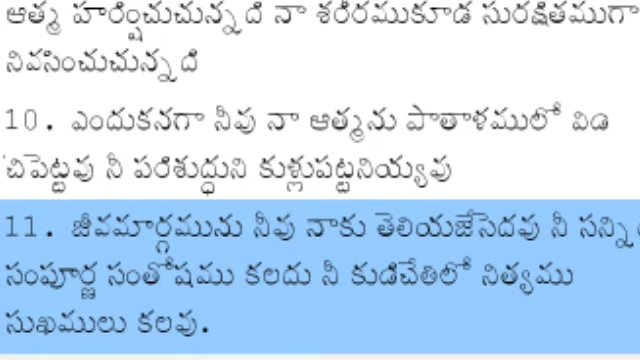 ఆత్మ హర్షించుచున్నది నా శరీరముకూడ సురక్షితముగా
నివసించుచున్నది
10. ఎందుకనగా నీవు నా ఆత్మను పాతాళములో విడి
చిపెట్టవు నీ పరిశుద్ధుని కుళ్లుపట్టనియ్యవు
11. జీవమార్గమును నీవు నాకు తెలియజేసెదవు నీ సన్ని
సంపూర్ణ సంతోషము కలదు నీ కుడిచేతిలో నిత్యము
సుఖములు కలవు.